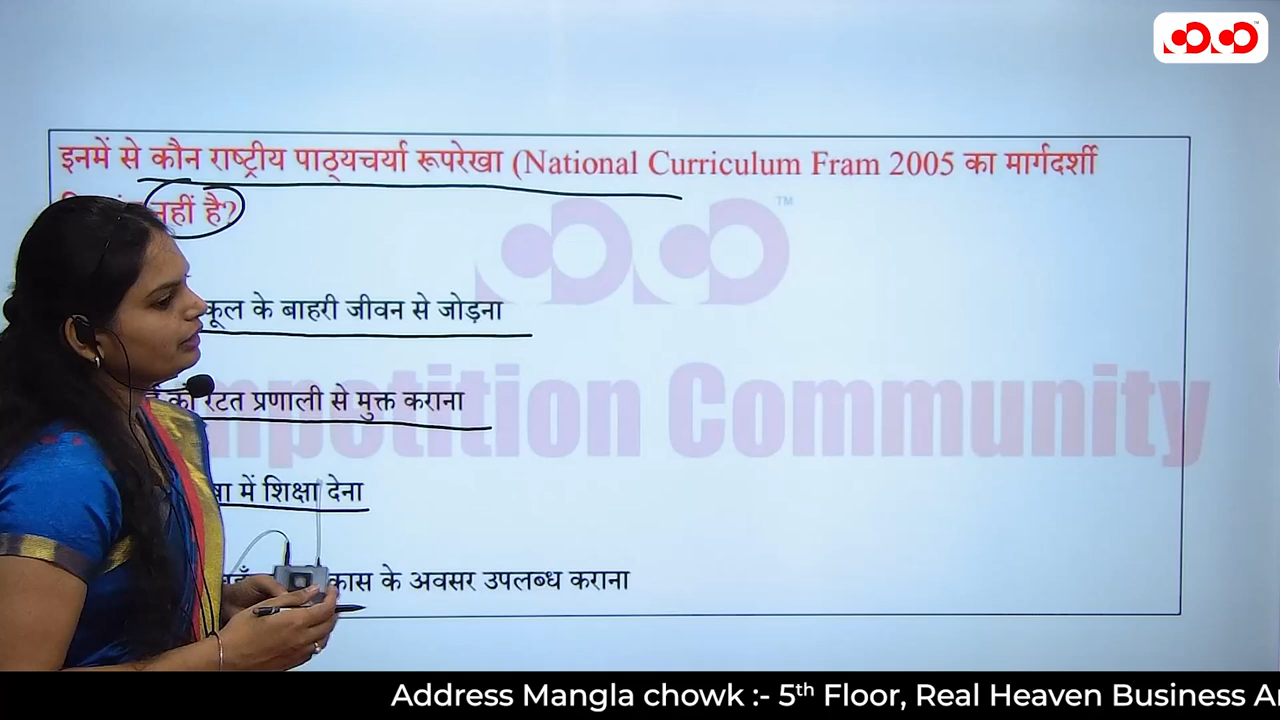 इनमें से कौन राष्ट्रीय पाठ्यचर्या रूपरेखा (National Curriculum Fram 2005 का मार्गदर्शी
नहीं है?
के बाहरी जीवन से जोड़ना
को रटत प्रणाली से मुक्त कराना
में शिक्षा देना
के अवसर उपलब्ध कराना
Community
TM
Address Mangla chowk :- 5th Floor, Real Heaven Business